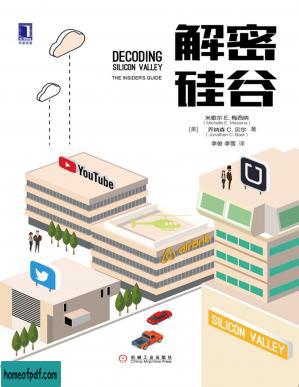 DECODING
SILICON VALLEY
THE INSIDER'S GUIDE
解密
硅谷
米歇尔 E. 梅西纳
(Michelle E. Messina)
[美]
乔纳森 C. 贝尔 著
(Jonathan C. Baer)
李俊 李雪 译
YouTube
airbnb
SILICON VALLEY
机械工业出版社
China Machine Press
homeofpdf.com